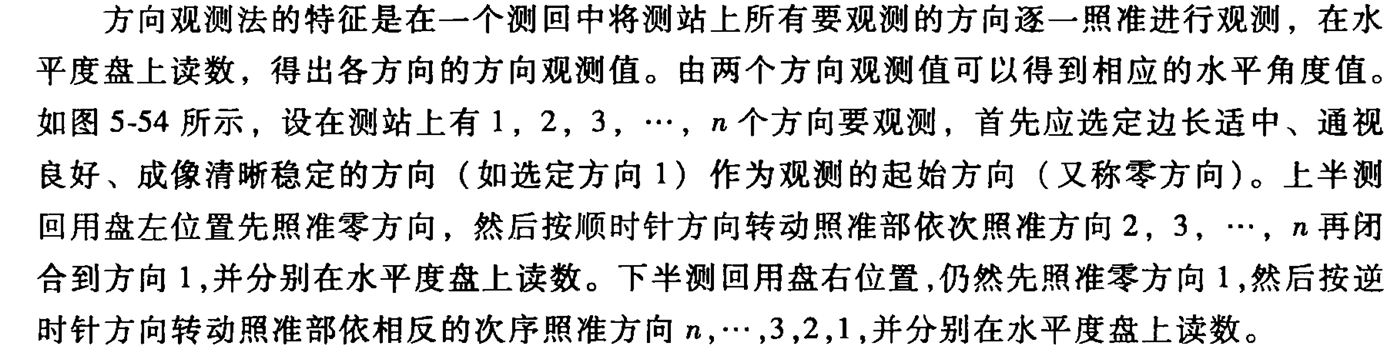 方向观测法的特征是在一个测回中将测站上所有要观测的方向逐一照准进行观测，在水
平度盘上读数，得出各方向的方向观测值。由两个方向观测值可以得到相应的水平角度值。
如图 5-54 所示，设在测站上有 1，2，3，…，n 个方向要观测，首先应选定边长适中、通视
良好、成像清晰稳定的方向（如选定方向 1）作为观测的起始方向（又称零方向）。上半测
回用盘左位置先照准零方向，然后按顺时针方向转动照准部依次照准方向 2，3，…，n 再闭
合到方向 1,并分别在水平度盘上读数。下半测回用盘右位置,仍然先照准零方向 1,然后按逆
时针方向转动照准部依相反的次序照准方向 n,…,3,2,1,并分别在水平度盘上读数。